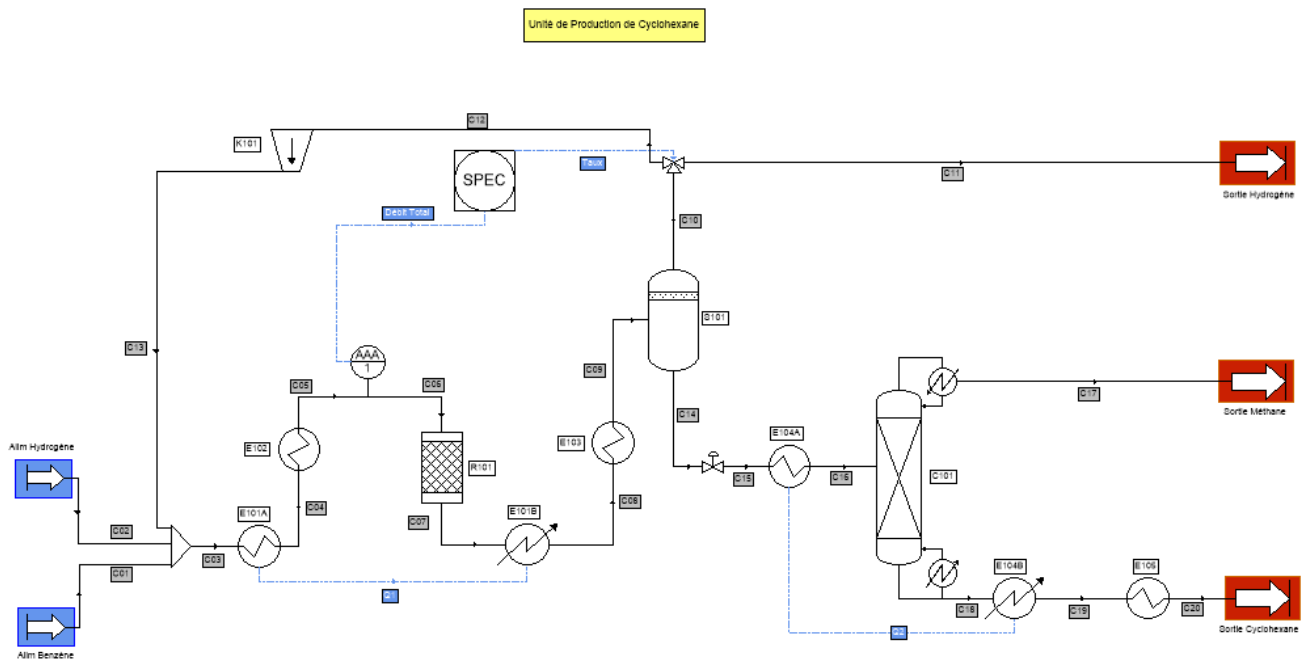 Unité de Production de Cyclohexane
C12
K101
SPEC
Taux
C11
Sortie Hydrogène
Débit Total
C10
S101
C13
AAA
1
C05
C06
C09
C17
Sortie Méthane
C14
Alim Hydrogène
E102
R101
E103
E104A
C15
C16
C101
C04
E101A
C07
E101B
C08
C02
C03
C01
Q1
E104B
E105
C18
C19
C20
Q2
Sortie Cyclohexane
Alim Benzène